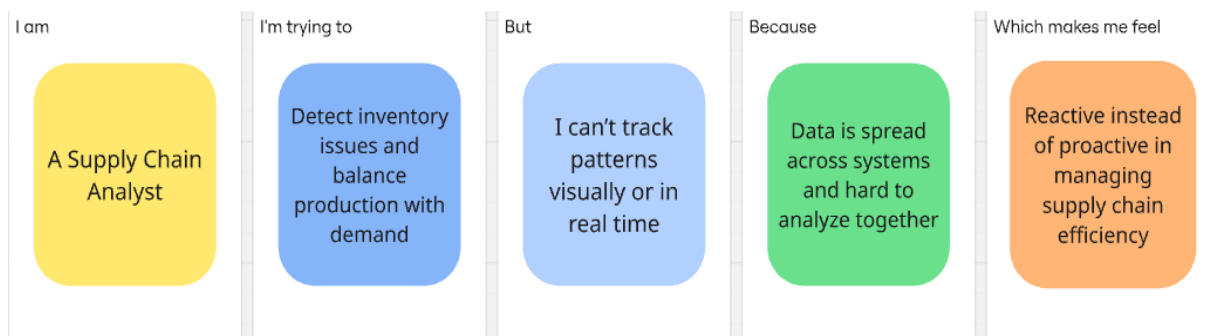 I am
A Supply Chain
Analyst
I'm trying to
Detect inventory
issues and
balance
production with
demand
But
I can’t track
patterns
visually or in
real time
Because
Data is spread
across systems
and hard to
analyze together
Which makes me feel
Reactive instead
of proactive in
managing
supply chain
efficiency